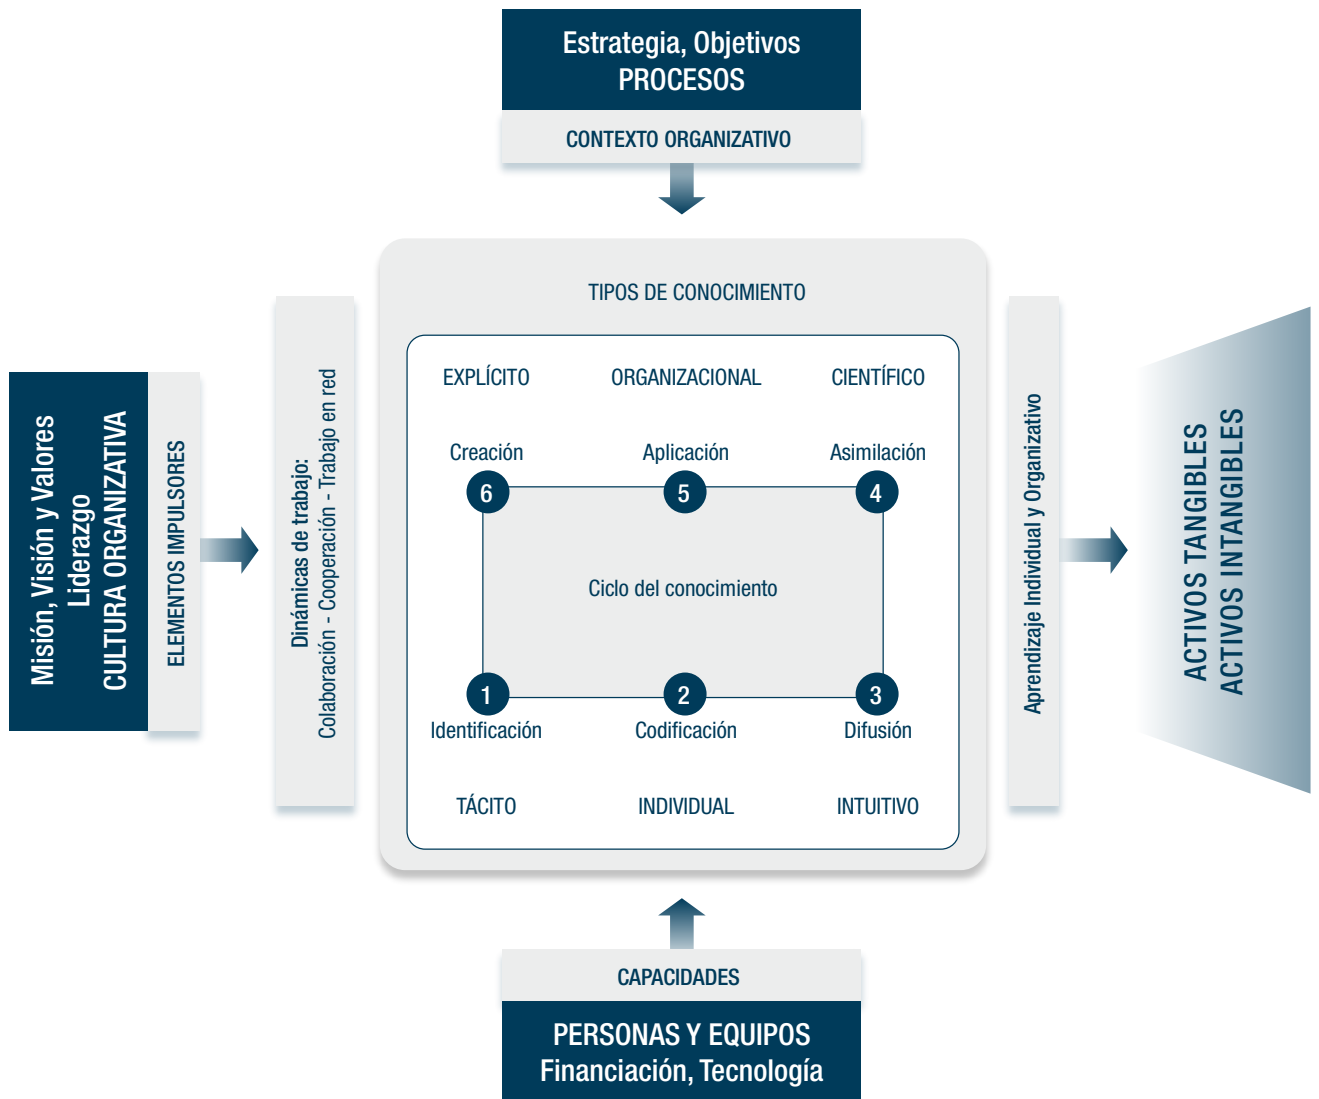 Estrategia, Objetivos
PROCESOS
CONTEXTO ORGANIZATIVO
Misión, Visión y Valores
Liderazgo
CULTURA ORGANIZATIVA
ELEMENTOS IMPULSORES
Dinámicas de trabajo:
Colaboración - Cooperación - Trabajo en red
TIPOS DE CONOCIMIENTO
EXPLÍCITO ORGANIZACIONAL CIENTÍFICO
Creación Aplicación Asimilación
6 5 4
Ciclo del conocimiento
1 2 3
Identificación Codificación Difusión
TÁCITO INDIVIDUAL INTUITIVO
Aprendizaje Individual y Organizativo
ACTIVOS TANGIBLES
ACTIVOS INTANGIBLES
CAPACIDADES
PERSONAS Y EQUIPOS
Financiación, Tecnología